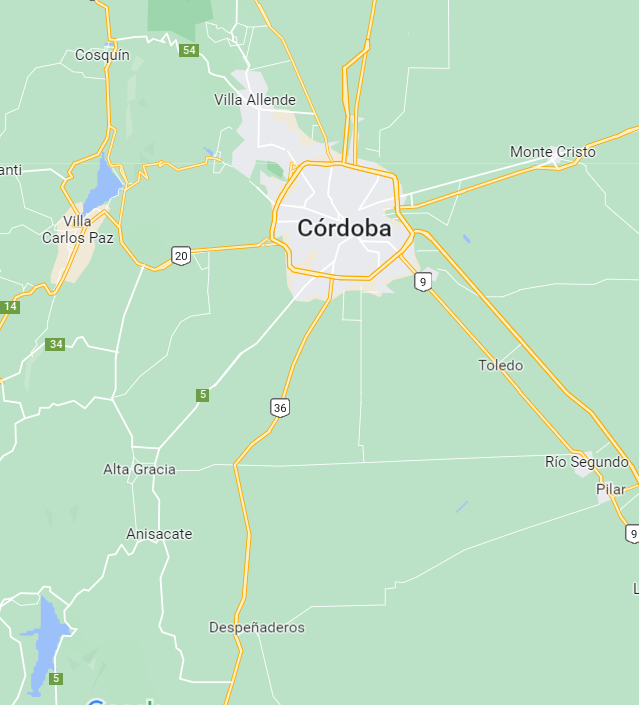 Cosquín
54
Villa Allende
Monte Cristo
anti
Villa
Carlos Paz
Córdoba
20
9
14
34
Toledo
5
36
Río Segundo
Alta Gracia
Pilar
Anisacate
9
L
Despeñaderos
5